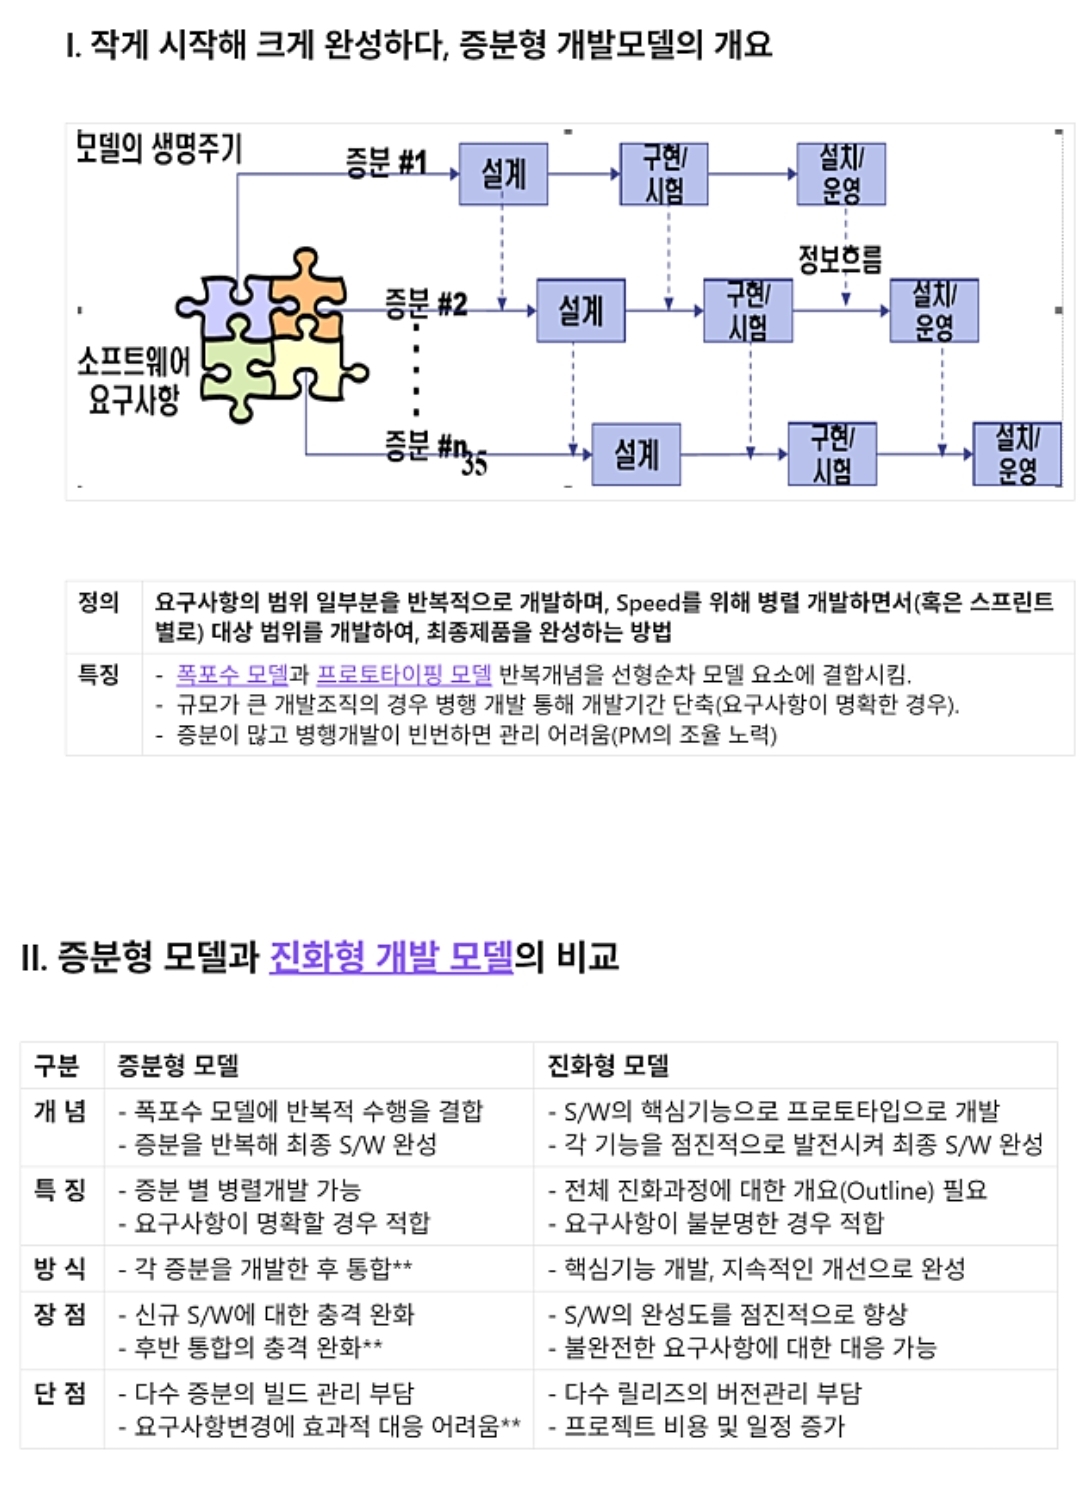 I. 작게 시작해 크게 완성하다, 증분형 개발모델의 개요
모델의 생명주기
증분 #1
설계
구현/
시험
설치/
운영
정보흐름
증분 #2
설계
구현/
시험
설치/
운영
소프트웨어
요구사항
증분 #n
35
설계
구현/
시험
설치/
운영
정의
요구사항의 범위 일부분을 반복적으로 개발하며, Speed를 위해 병렬 개발하면서(혹은 스프린트
별로) 대상 범위를 개발하여, 최종제품을 완성하는 방법
특징
- 폭포수 모델과 프로토타이핑 모델 반복개념을 선형순차 모델 요소에 결합시킴.
- 규모가 큰 개발조직의 경우 병행 개발 통해 개발기간 단축(요구사항이 명확한 경우).
- 증분이 많고 병행개발이 빈번하면 관리 어려움(PM의 조율 노력)
II. 증분형 모델과 진화형 개발 모델의 비교
구분 증분형 모델 진화형 모델
개 념
- 폭포수 모델에 반복적 수행을 결합
- 증분을 반복해 최종 S/W 완성
- S/W의 핵심기능으로 프로토타입으로 개발
- 각 기능을 점진적으로 발전시켜 최종 S/W 완성
특 징
- 증분 별 병렬개발 가능
- 요구사항이 명확할 경우 적합
- 전체 진화과정에 대한 개요(Outline) 필요
- 요구사항이 불분명한 경우 적합
방 식
- 각 증분을 개발한 후 통합**
- 핵심기능 개발, 지속적인 개선으로 완성
장 점
- 신규 S/W에 대한 충격 완화
- 후반 통합의 충격 완화**
- S/W의 완성도를 점진적으로 향상
- 불완전한 요구사항에 대한 대응 가능
단 점
- 다수 증분의 빌드 관리 부담
- 요구사항변경에 효과적 대응 어려움**
- 다수 릴리즈의 버전관리 부담
- 프로젝트 비용 및 일정 증가